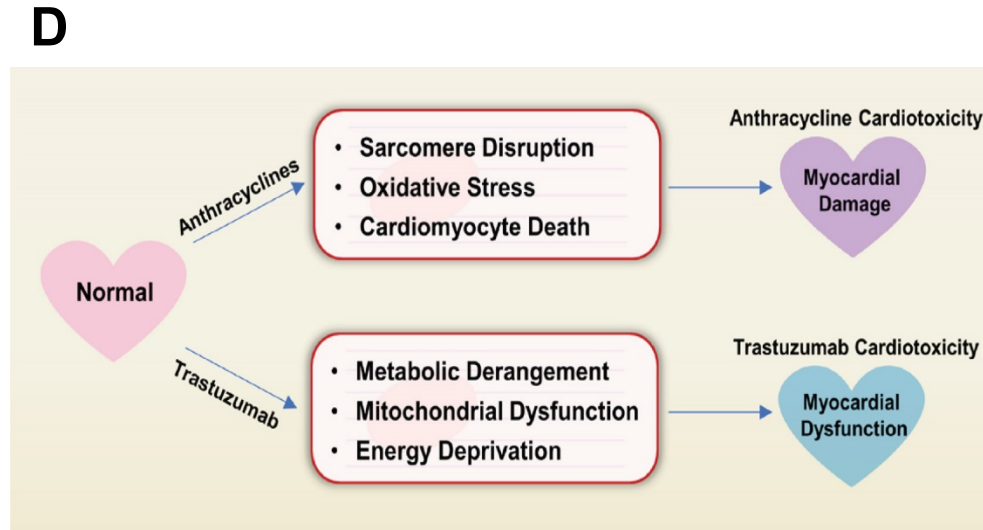 D
Anthracyclines
• Sarcomere Disruption
• Oxidative Stress
• Cardiomyocyte Death
Anthracycline Cardiotoxicity
Myocardial
Damage
Normal
Trastuzumab
• Metabolic Derangement
• Mitochondrial Dysfunction
• Energy Deprivation
Trastuzumab Cardiotoxicity
Myocardial
Dysfunction